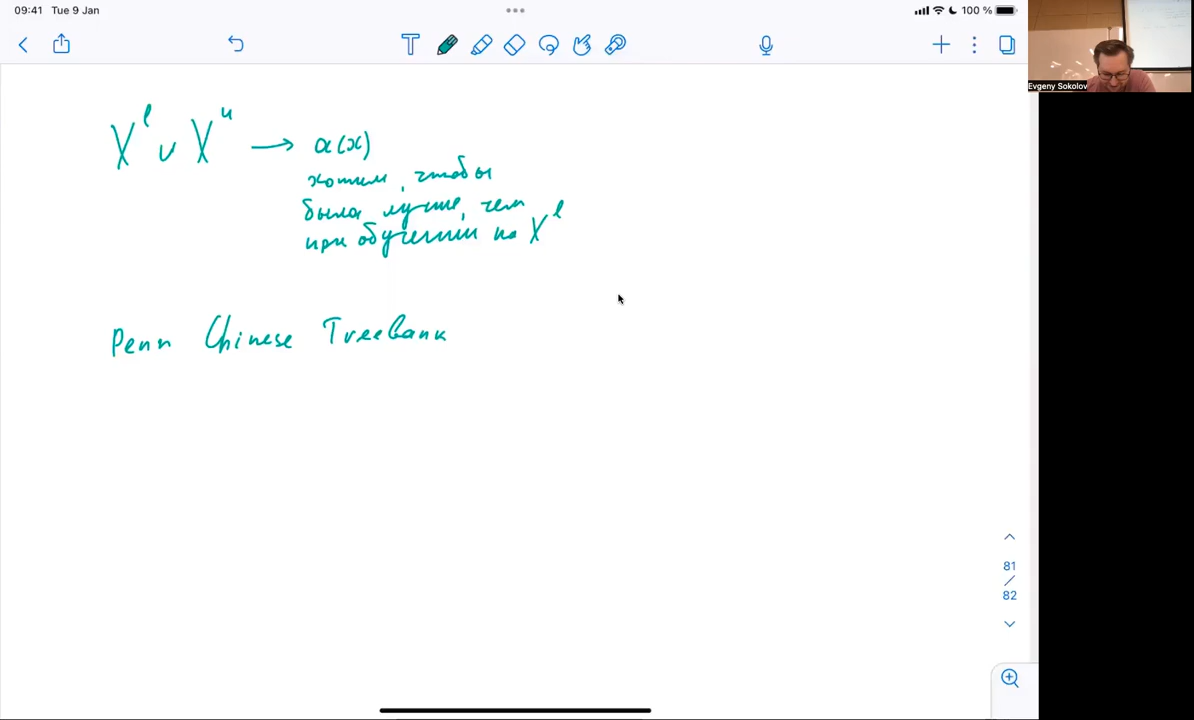 09:41 Tue 9 Jan
100 %
Evgeny Sokolov
X^l ∪ X^u → a(x)
хотим, чтобы
была лучше, чем
при обучении на X^l
Penn Chinese TreeBank
81
/
82